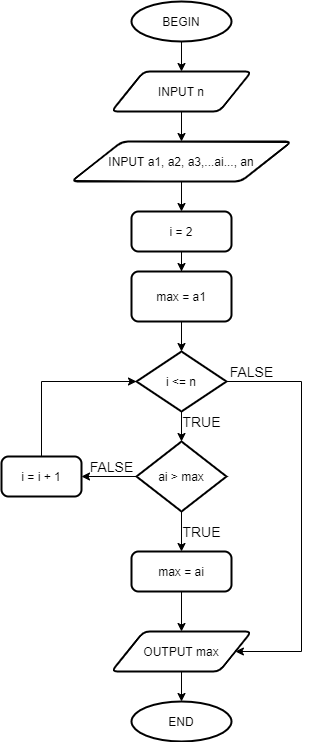 BEGIN
INPUT n
INPUT a1, a2, a3,...ai..., an
i = 2
max = a1
i <= n
FALSE
TRUE
ai > max
FALSE
i = i + 1
TRUE
max = ai
OUTPUT max
END